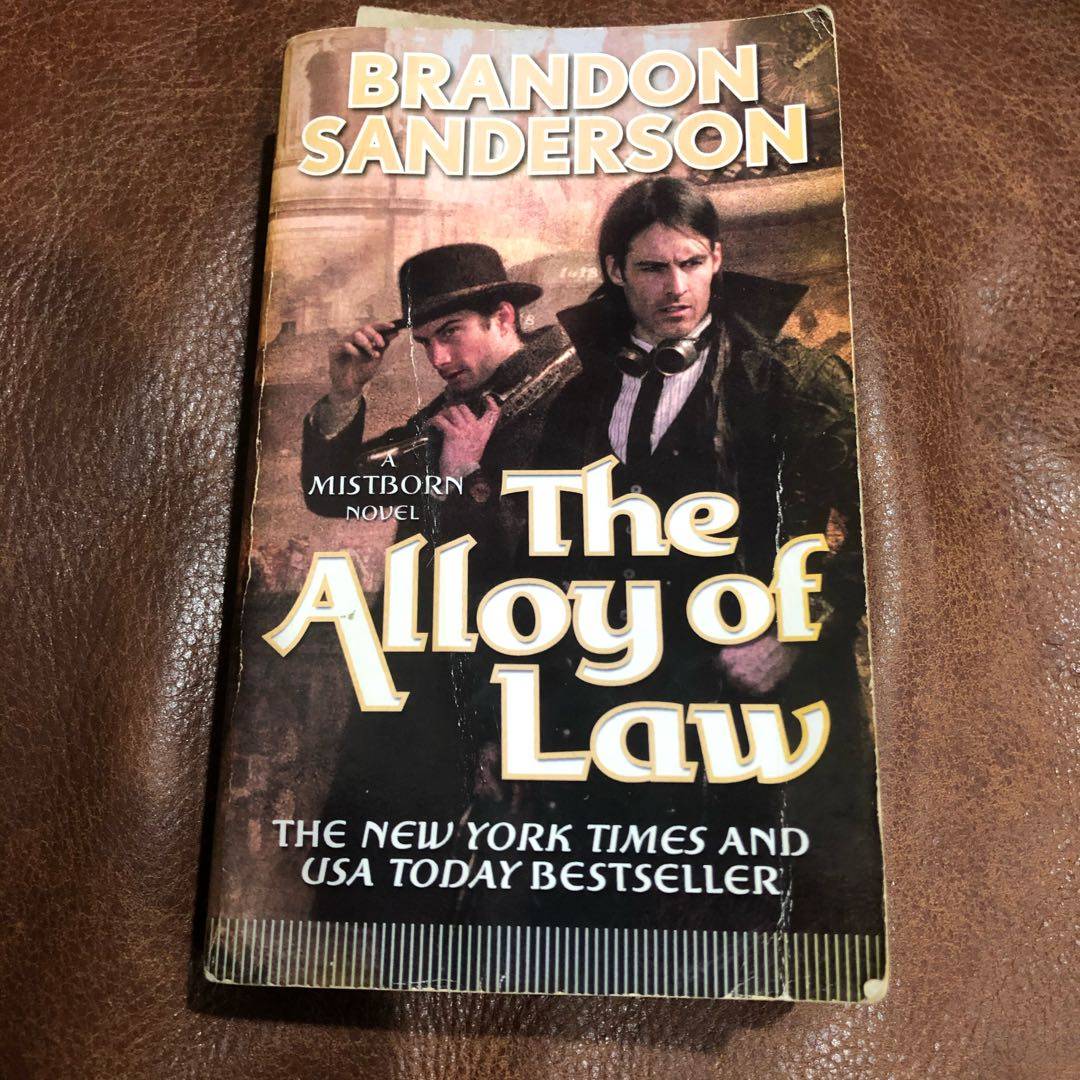 BRANDON
SANDERSON
A
MISTBORN
NOVEL
The
Alloy of
Law
THE NEW YORK TIMES AND
USA TODAY BESTSELLER